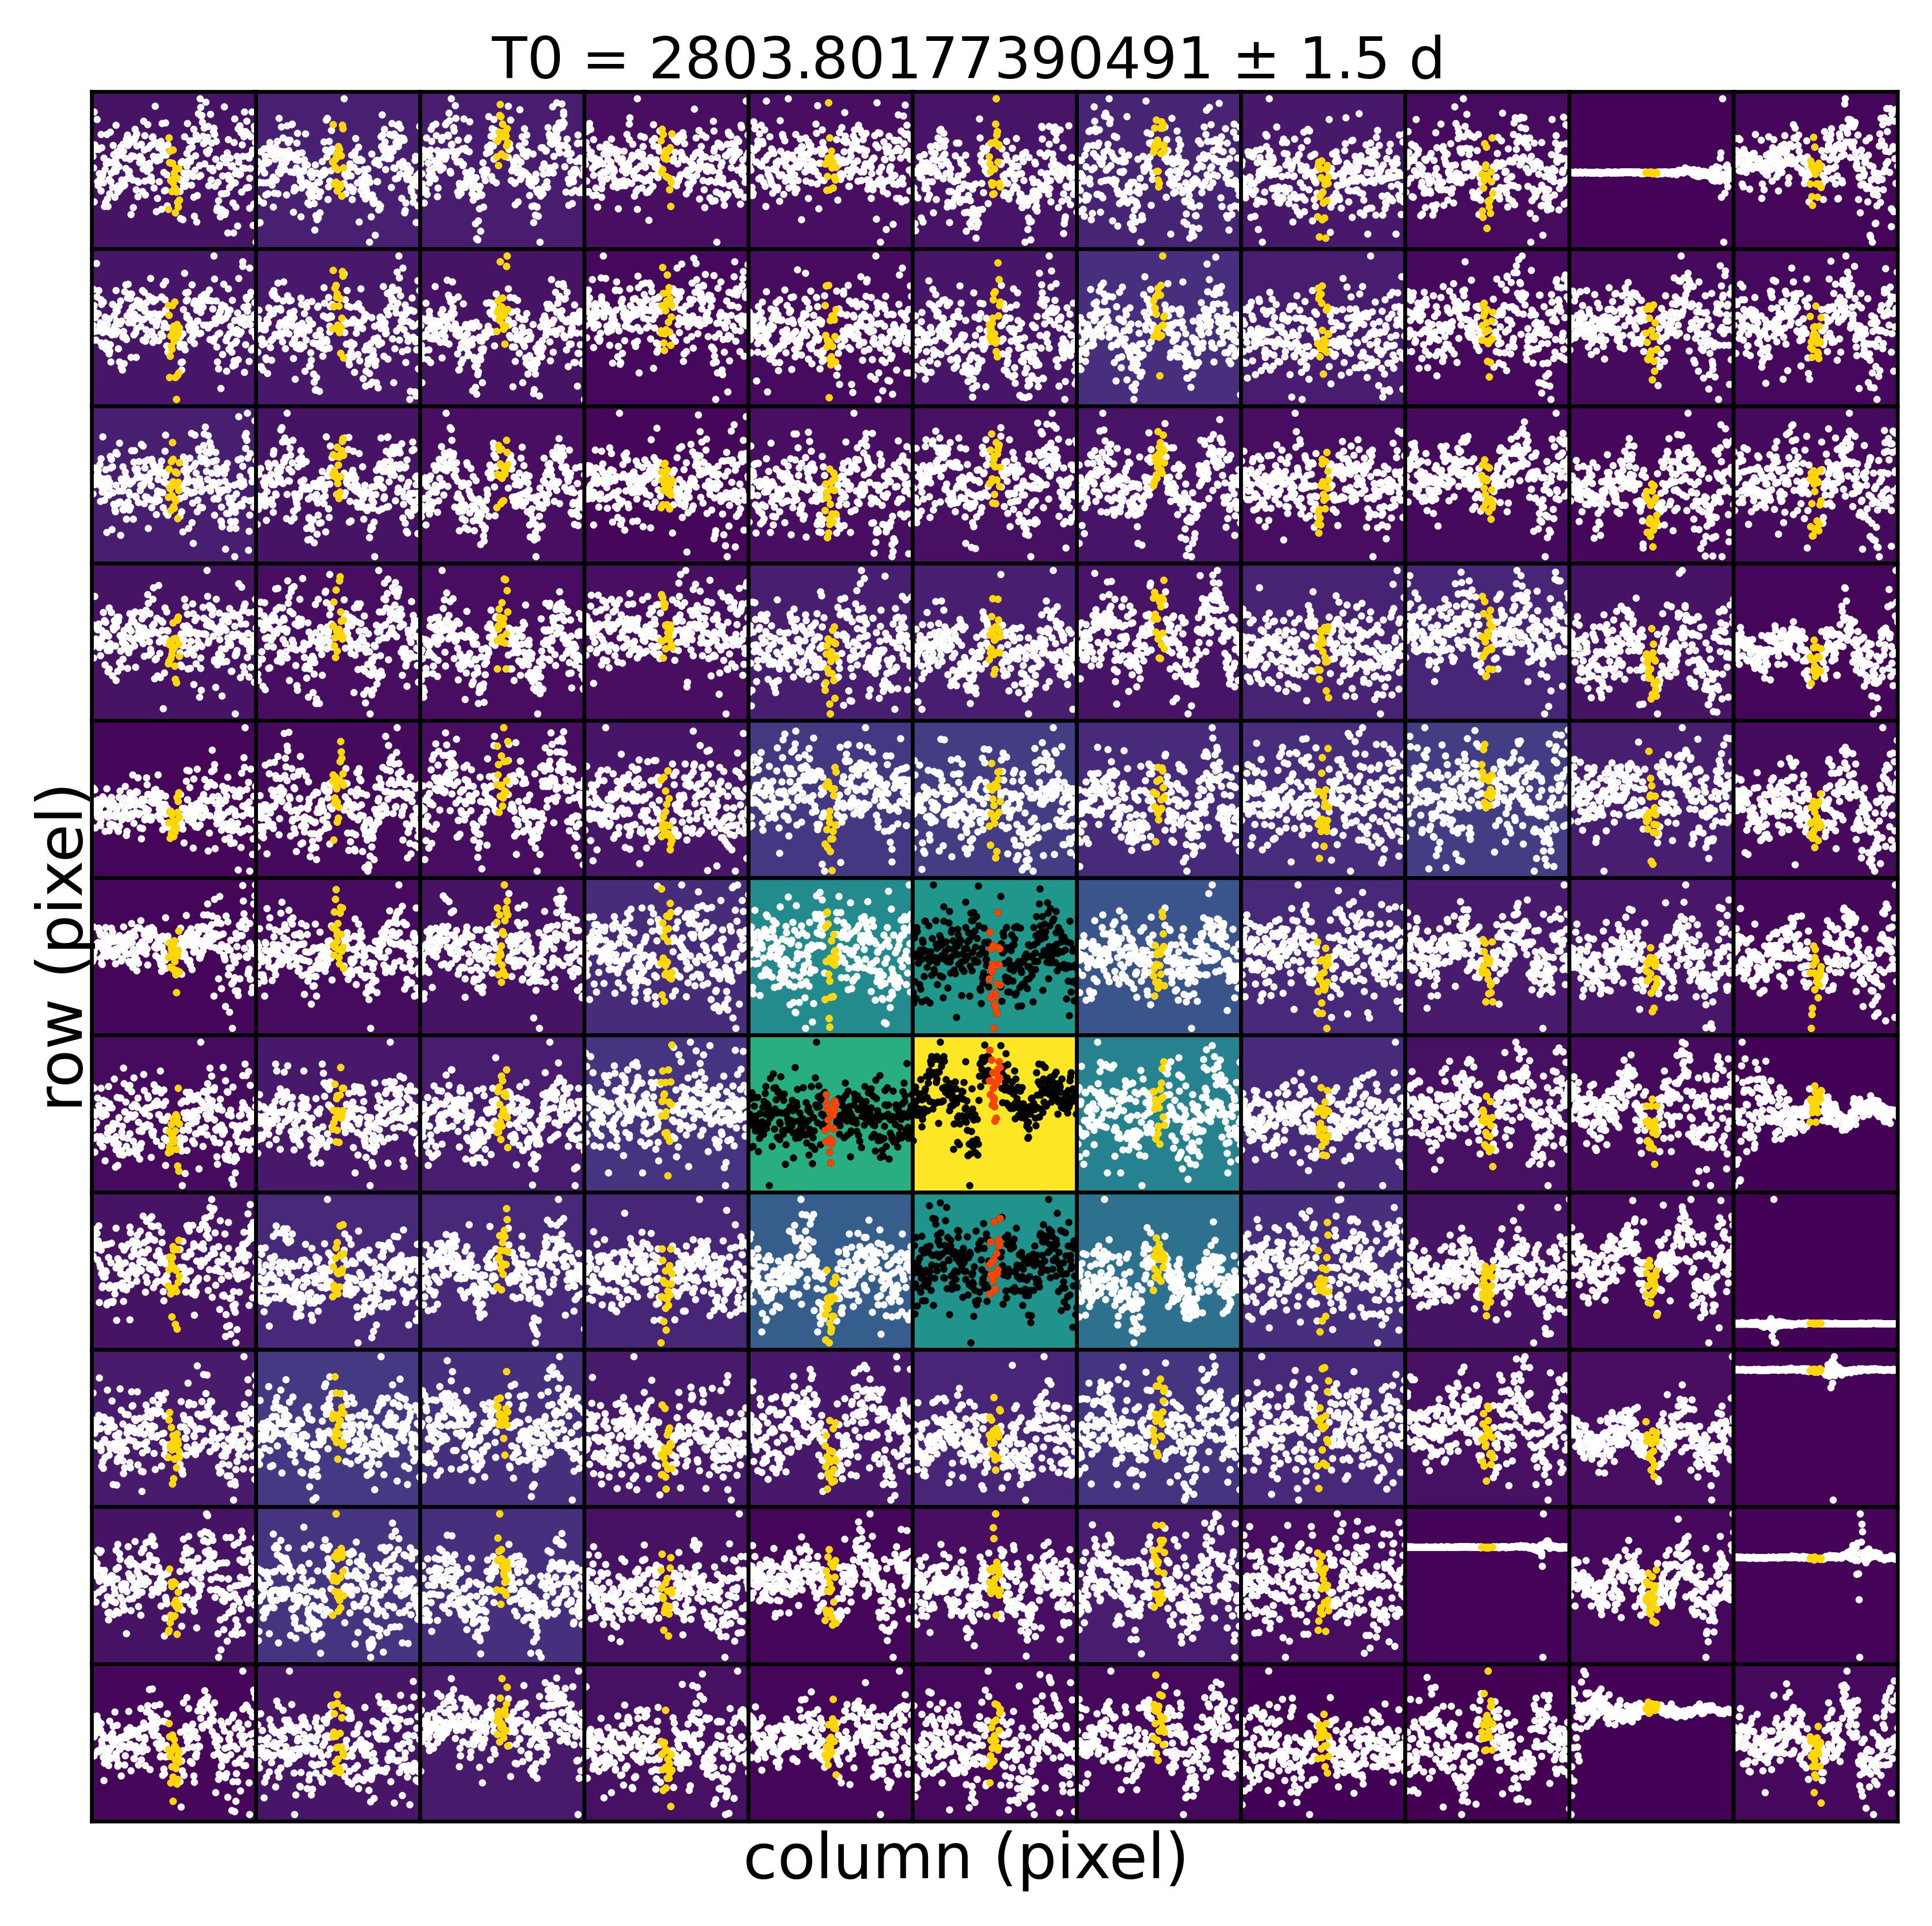 T0 = 2803.80177390491 ± 1.5 d
row (pixel)
column (pixel)